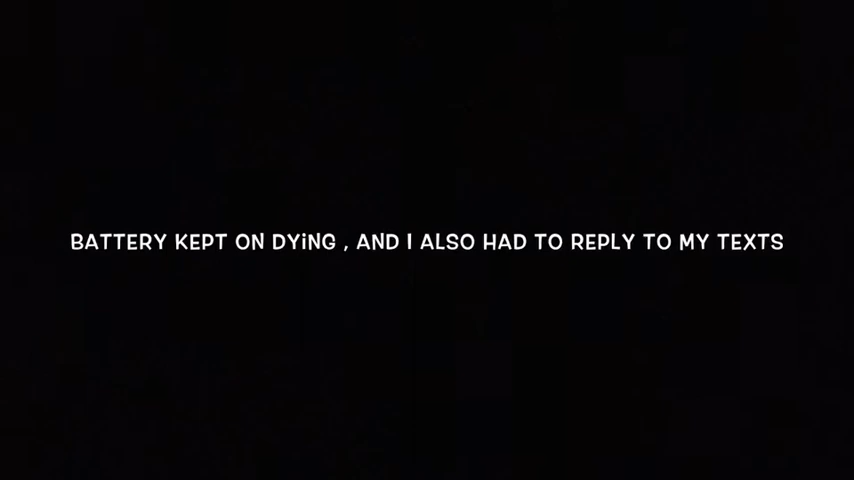 BATTERY KEPT ON DYiNG , AND I ALSO HAD TO REPLY TO MY TEXTS